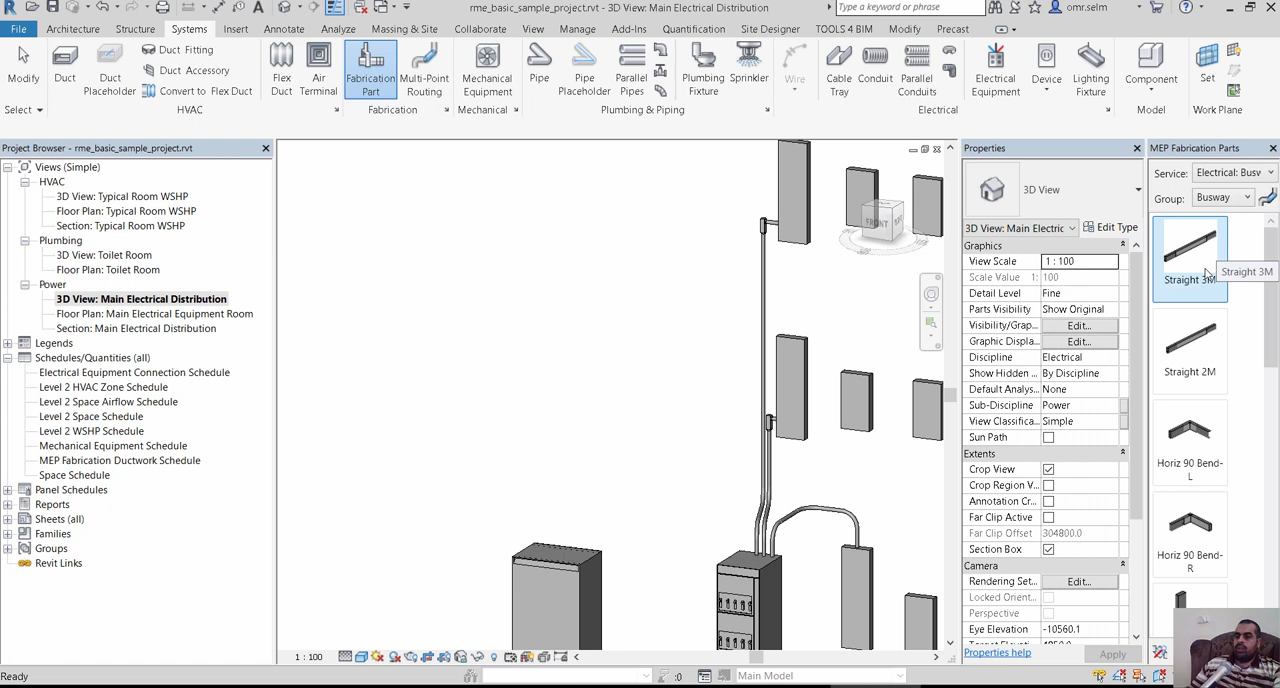 rme_basic_sample_project.rvt - 3D View: Main Electrical Distribution
Type a keyword or phrase
omr.selm
File Architecture Structure Systems Insert Annotate Analyze Massing & Site Collaborate View Manage Add-Ins Quantification Site Designer TOOLS 4 BIM Modify Precast
Modify
Select
Duct
Duct Placeholder
Duct Fitting
Duct Accessory
Convert to Flex Duct
Flex Duct
Air Terminal
HVAC
Fabrication Part
Multi-Point Routing
Fabrication
Mechanical Equipment
Mechanical
Pipe
Pipe Placeholder
Parallel Pipes
Plumbing Fixture
Sprinkler
Plumbing & Piping
Wire
Cable Tray
Conduit
Parallel Conduits
Electrical Equipment
Device
Lighting Fixture
Electrical
Component
Model
Set
Work Plane
Project Browser - rme_basic_sample_project.rvt
Views (Simple)
HVAC
3D View: Typical Room WSHP
Floor Plan: Typical Room WSHP
Section: Typical Room WSHP
Plumbing
3D View: Toilet Room
Floor Plan: Toilet Room
Power
3D View: Main Electrical Distribution
Floor Plan: Main Electrical Equipment Room
Section: Main Electrical Distribution
Legends
Schedules/Quantities (all)
Electrical Equipment Connection Schedule
Level 2 HVAC Zone Schedule
Level 2 Space Airflow Schedule
Level 2 Space Schedule
Level 2 WSHP Schedule
Mechanical Equipment Schedule
MEP Fabrication Ductwork Schedule
Space Schedule
Panel Schedules
Reports
Sheets (all)
Families
Groups
Revit Links
FRONT
1 : 100
Properties
3D View
3D View: Main Electric
Edit Type
Graphics
View Scale 1 : 100
Scale Value 1: 100
Detail Level Fine
Parts Visibility Show Original
Visibility/Grap... Edit...
Graphic Displa... Edit...
Discipline Electrical
Show Hidden ... By Discipline
Default Analys... None
Sub-Discipline Power
View Classifica... Simple
Sun Path
Extents
Crop View
Crop Region V...
Annotation Cr...
Far Clip Active
Far Clip Offset 304800.0
Section Box
Camera
Rendering Set... Edit...
Locked Orient...
Perspective
Eye Elevation -10560.1
Properties help
Apply
MEP Fabrication Parts
Service: Electrical: Busv
Group: Busway
Straight 3M
Straight 3M
Straight 2M
Horiz 90 Bend-
L
Horiz 90 Bend-
R
Ready
:0
Main Model